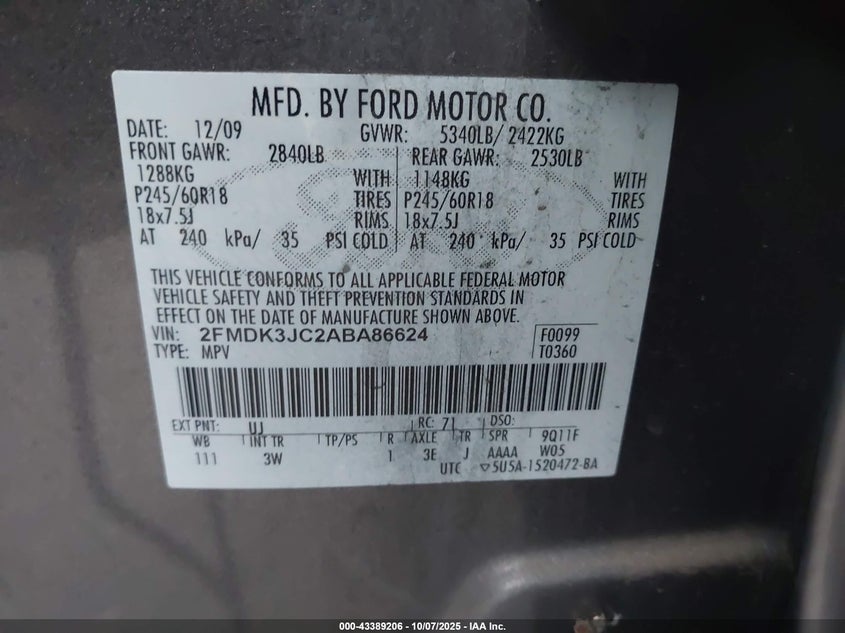 MFD. BY FORD MOTOR CO.
DATE: 12/09 GVWR: 5340LB/ 2422KG
FRONT GAWR: 2840LB REAR GAWR: 2530LB
1288KG WITH 1148KG WITH
P245/60R18 TIRES P245/60R18 TIRES
18x7.5J RIMS 18x7.5J RIMS
AT 240 kPa/ 35 PSI COLD AT 240 kPa/ 35 PSI COLD
THIS VEHICLE CONFORMS TO ALL APPLICABLE FEDERAL MOTOR
VEHICLE SAFETY AND THEFT PREVENTION STANDARDS IN
EFFECT ON THE DATE OF MANUFACTURE SHOWN ABOVE.
VIN: 2FMDK3JC2ABA86624 F0099
TYPE: MPV T0360
EXT PNT: UJ RC: 71 DSO:
WB INT TR TP/PS R AXLE TR SPR 9Q11F
111 3W 1 3E J AAAA W05
UTC ▽5U5A-1520472-BA
000-43389206 - 10/07/2025 - IAA Inc.